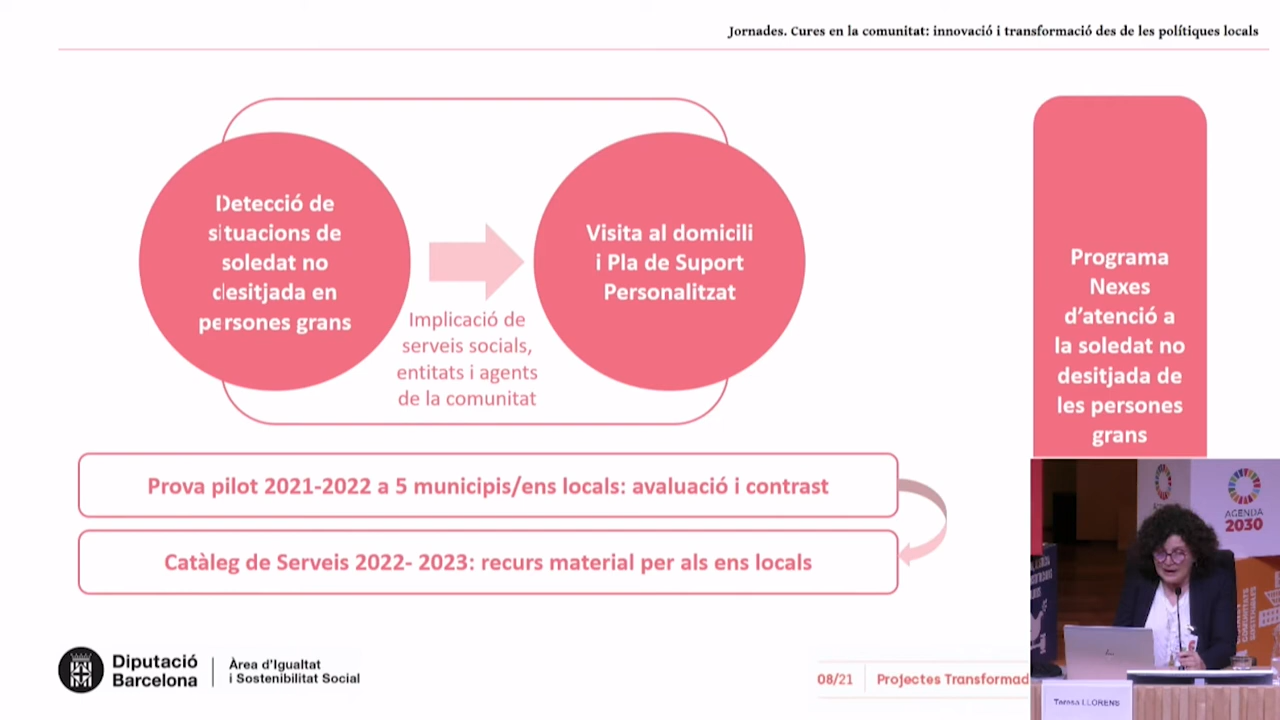 Jornades. Cures en la comunitat: innovació i transformació des de les polítiques locals
Detecció de
situacions de
soledat no
desitjada en
persones grans
Implicació de
serveis socials,
entitats i agents
de la comunitat
Visita al domicili
i Pla de Suport
Personalitzat
Programa
Nexes
d'atenció a
la soledat no
desitjada de
les persones
grans
Prova pilot 2021-2022 a 5 municipis/ens locals: avaluació i contrast
Catàleg de Serveis 2022- 2023: recurs material per als ens locals
Diputació
Barcelona
Àrea d'Igualtat
i Sostenibilitat Social
08/21
Projectes Transformad
AGENDA
2030
COMUNITATS
SOSTENIBLES
Teresa LLORENS